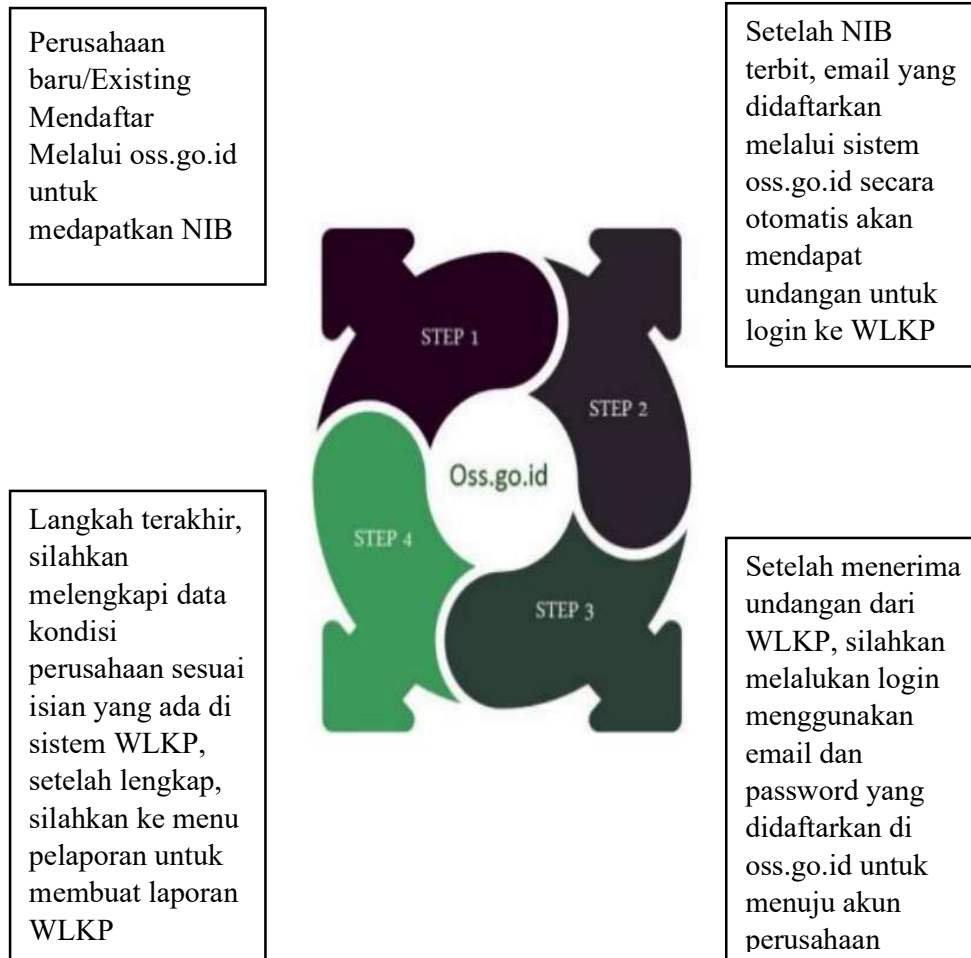 Perusahaan
baru/Existing
Mendaftar
Melalui oss.go.id
untuk
medapatkan NIB
Setelah NIB
terbit, email yang
didaftarkan
melalui sistem
oss.go.id secara
otomatis akan
mendapat
undangan untuk
login ke WLKP
STEP 1
STEP 2
Oss.go.id
STEP 4
STEP 3
Langkah terakhir,
silahkan
melengkapi data
kondisi
perusahaan sesuai
isian yang ada di
sistem WLKP,
setelah lengkap,
silahkan ke menu
pelaporan untuk
membuat laporan
WLKP
Setelah menerima
undangan dari
WLKP, silahkan
melalukan login
menggunakan
email dan
password yang
didaftarkan di
oss.go.id untuk
menuju akun
perusahaan